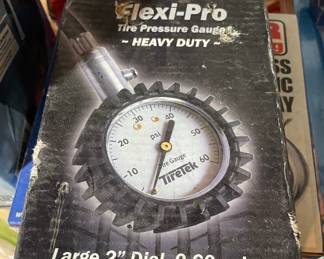 Flexi-Pro
Tire Pressure Gauge
~ HEAVY DUTY ~
30 40
psi
20 50
10 60
Tire Gauge
TireTek
Large 2" Dial